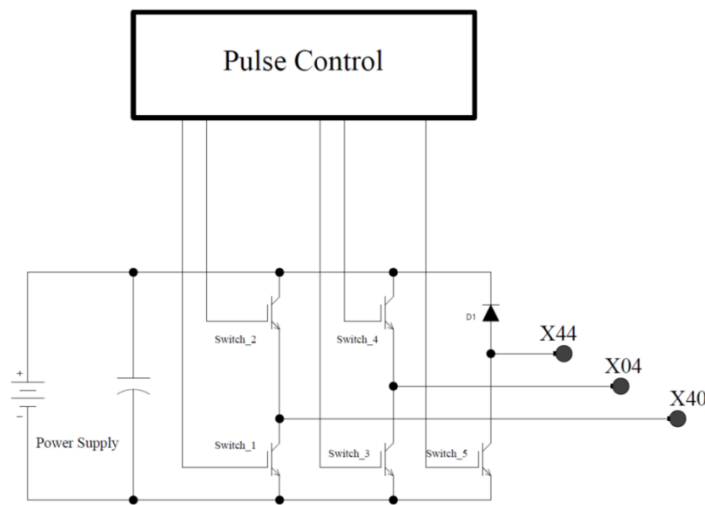 Pulse Control
D1
X44
Switch_2
Switch_4
X04
+
X40
−
Power Supply
Switch_1
Switch_3
Switch_5